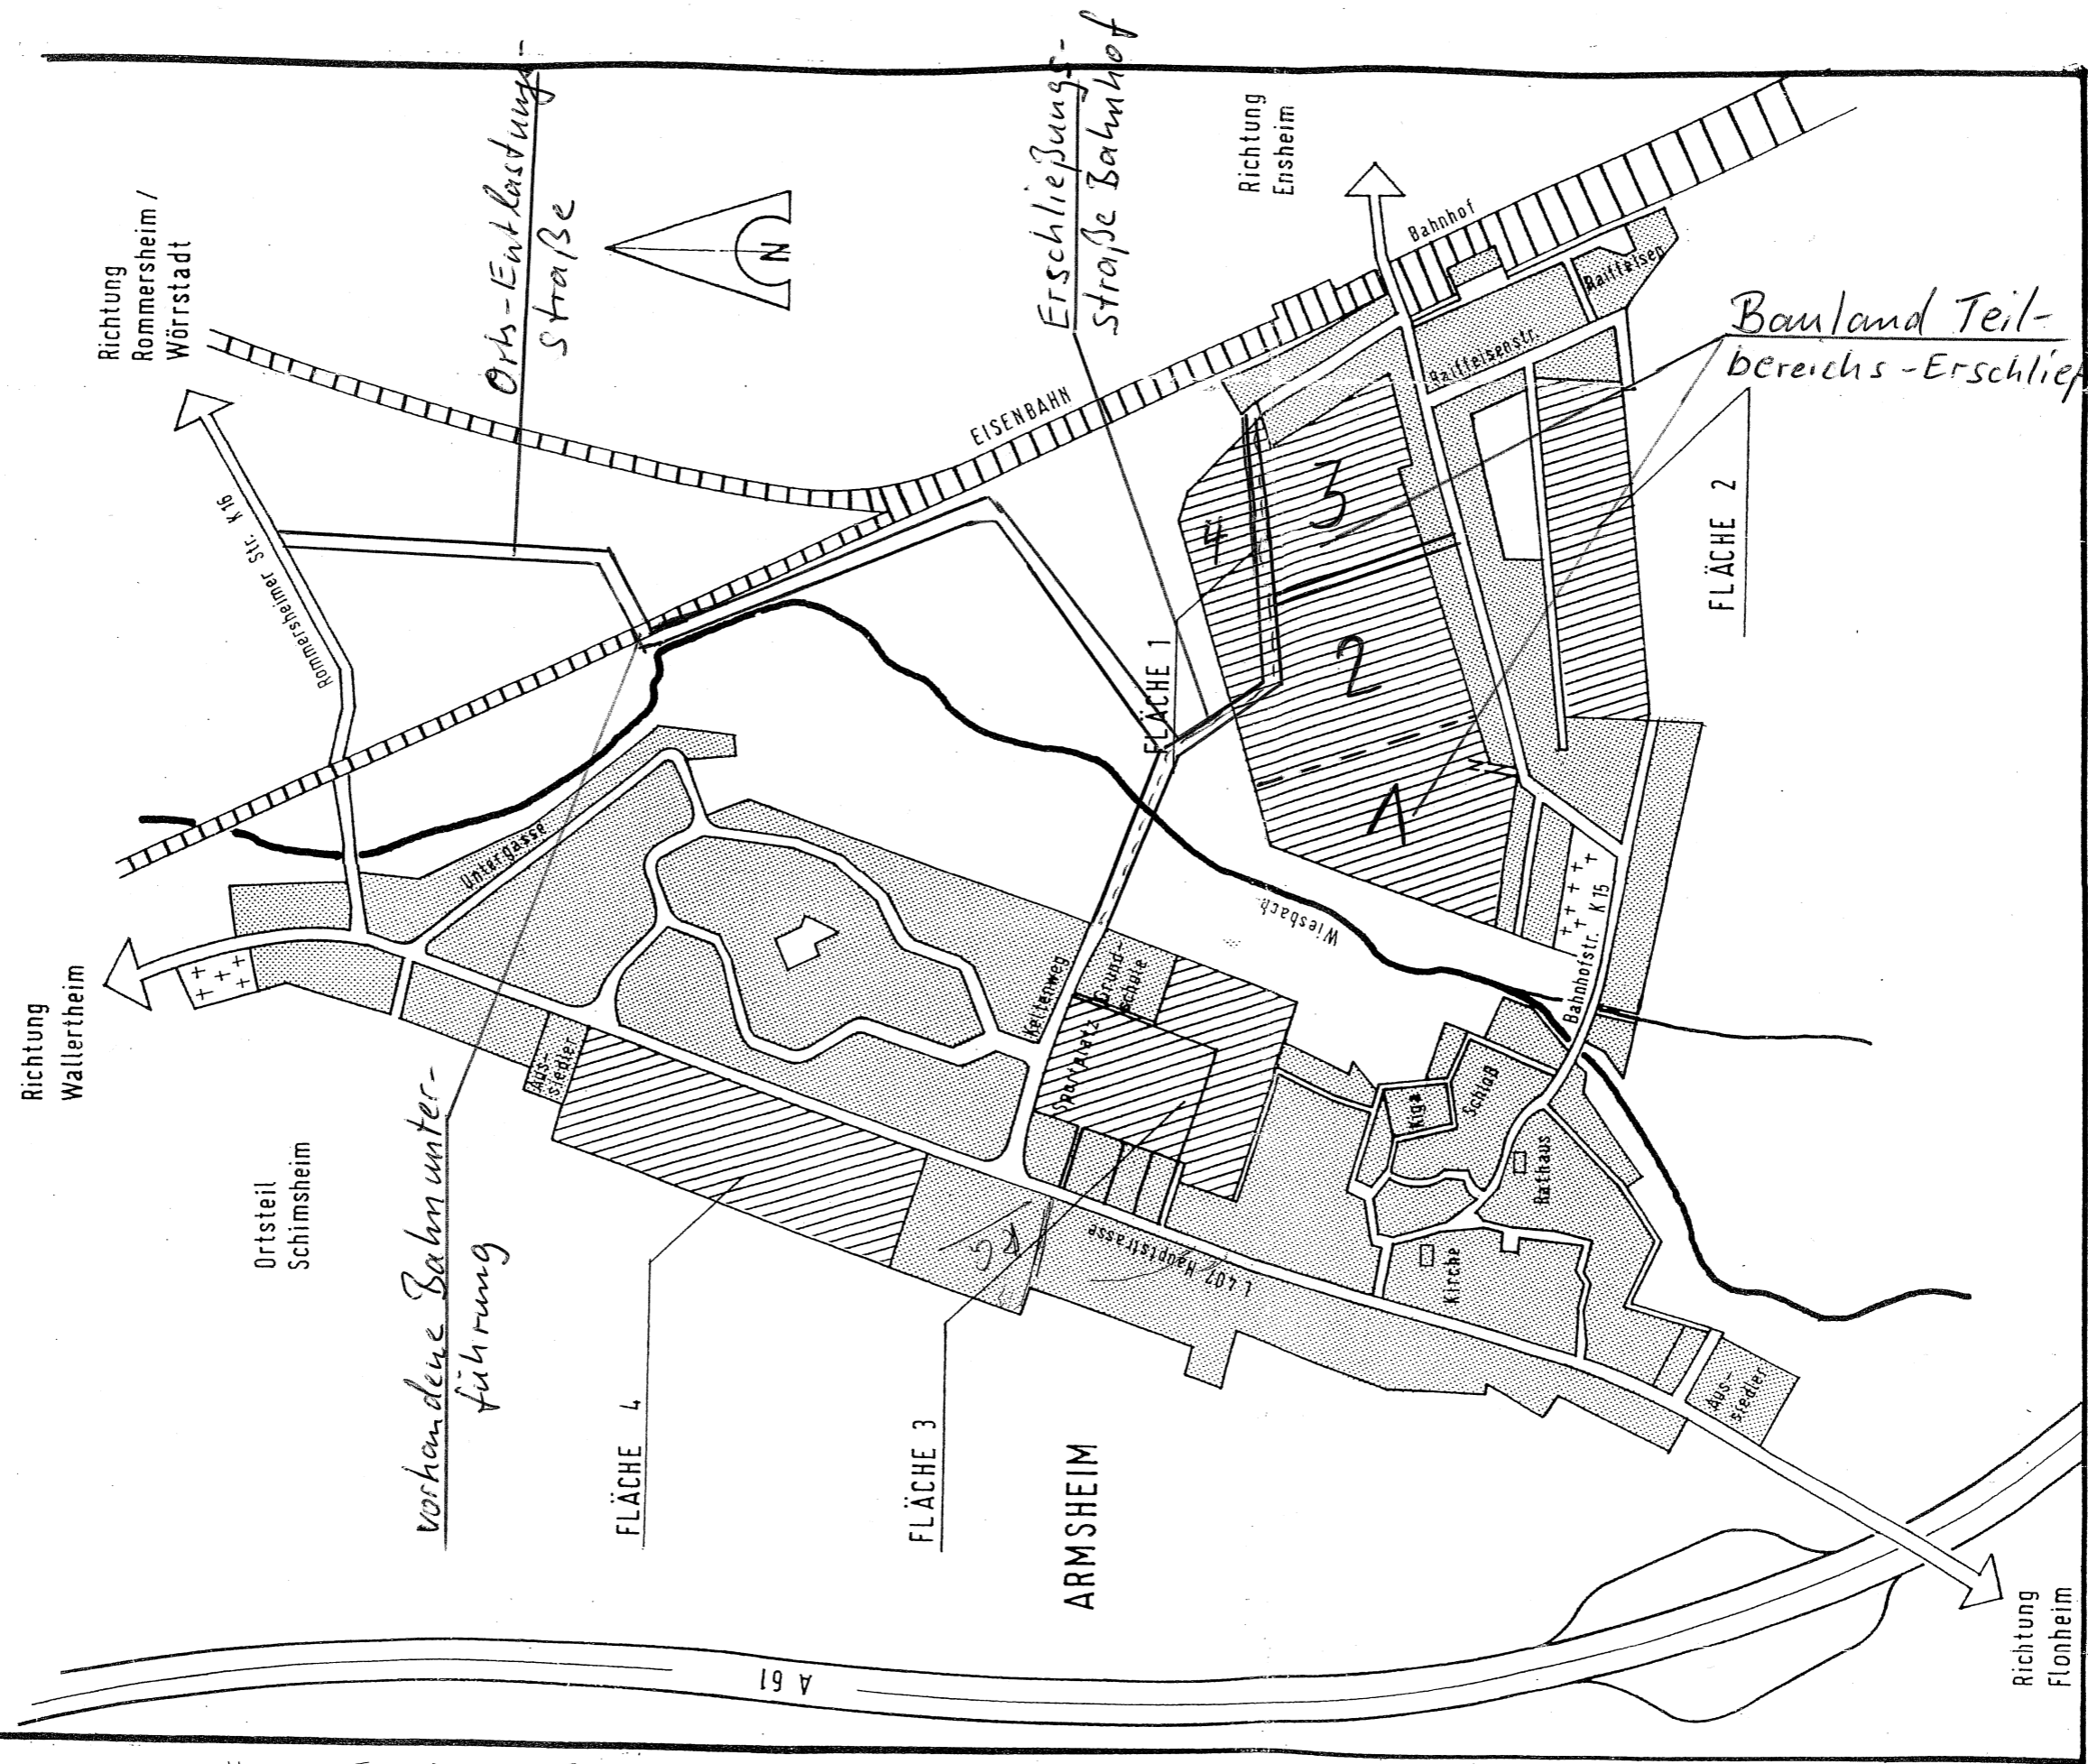 Richtung
Rommersheim /
Wörrstadt
Orts-Entlastungs-
straße
N
Erschließungs-
straße Bahnhof
Richtung
Ensheim
Bahnhof
Raiffeisen
Raiffeisenstr.
Bauland Teil-
bereichs-Erschließ
EISENBAHN
Rommersheimer Str. K 16
FLÄCHE 1
FLÄCHE 2
4
3
2
1
Untergasse
Wiesbach
Bahnhofstr. K 15
Richtung
Wallertheim
Aus-
siedler
Keltenweg
Grund-
schule
Sportplatz
Kiga
Schloß
Rathaus
Kirche
L 407 Hauptstrasse
Ortsteil
Schimsheim
vorhandene Bahnunter-
führung
FLÄCHE 4
FLÄCHE 3
ARMSHEIM
Aus-
siedler
A 61
Richtung
Flonheim